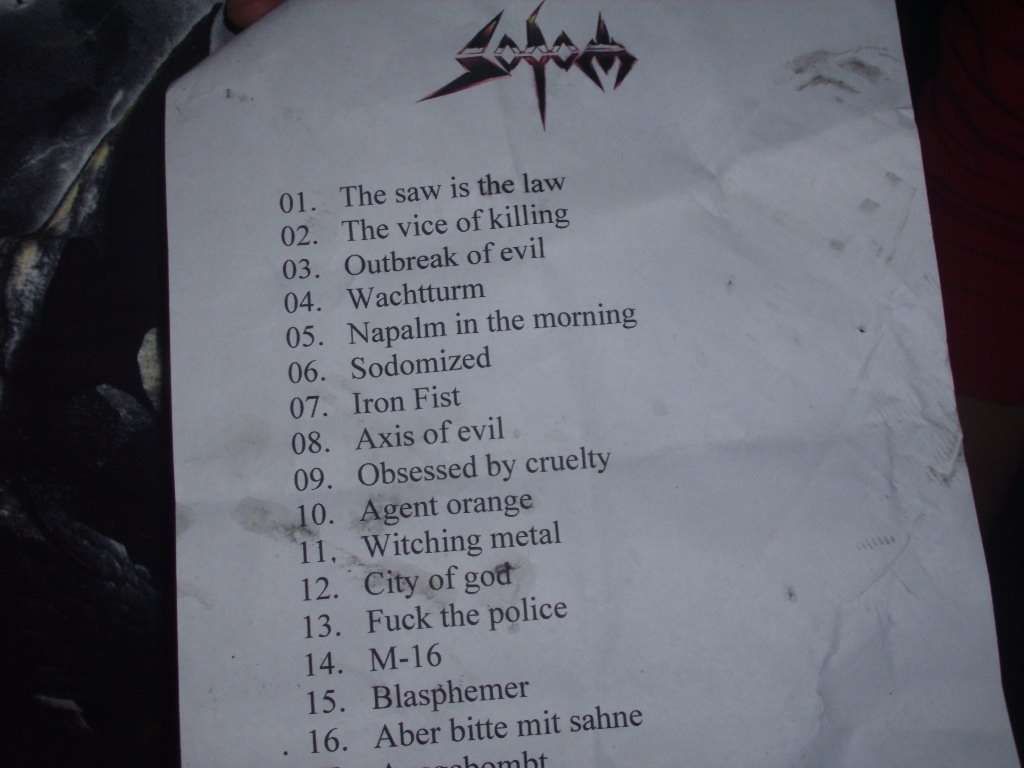 Sodom
01. The saw is the law
02. The vice of killing
03. Outbreak of evil
04. Wachtturm
05. Napalm in the morning
06. Sodomized
07. Iron Fist
08. Axis of evil
09. Obsessed by cruelty
10. Agent orange
11. Witching metal
12. City of god
13. Fuck the police
14. M-16
15. Blasphemer
16. Aber bitte mit sahne